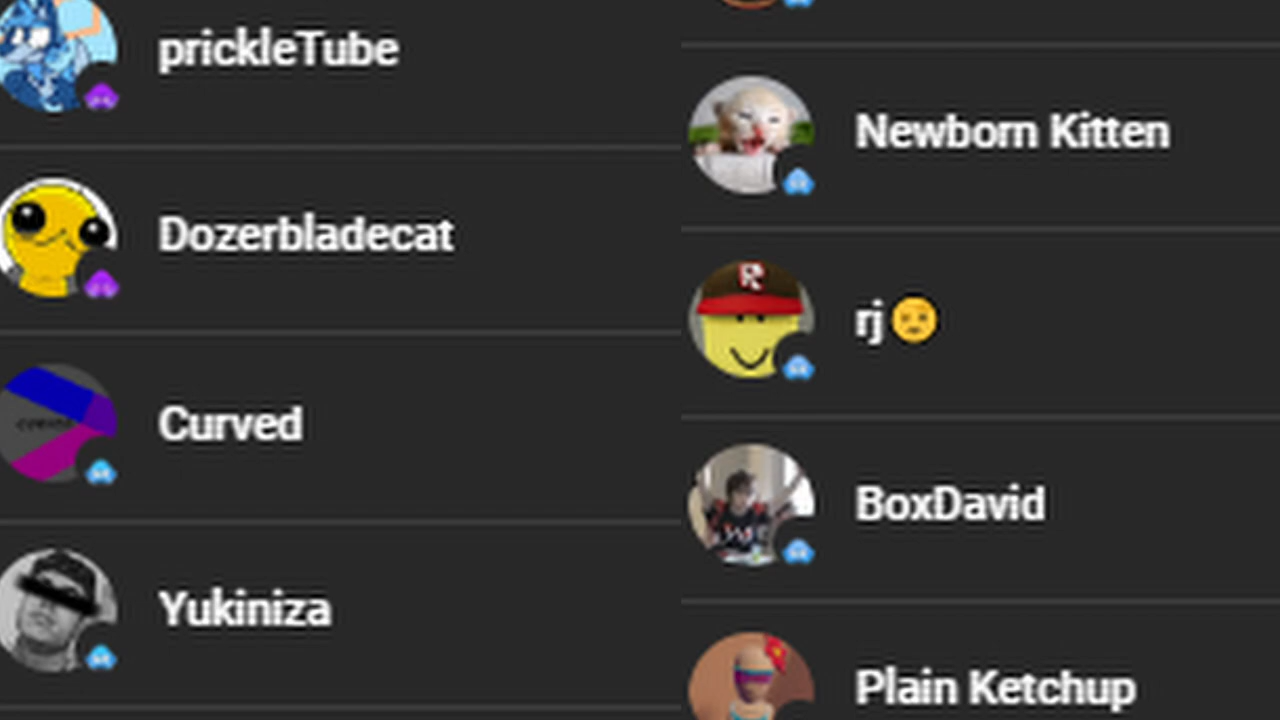 prickleTube
Dozerbladecat
Curved
Yukiniza
Newborn Kitten
rj😔
BoxDavid
Plain Ketchup